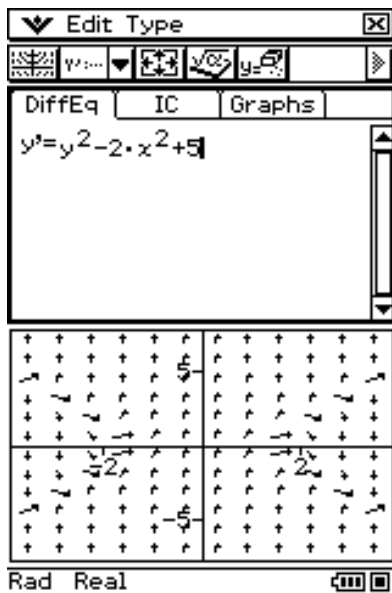 Edit Type
DiffEq IC Graphs
y'=y²-2·x²+5
5
-2 2
-5
Rad Real